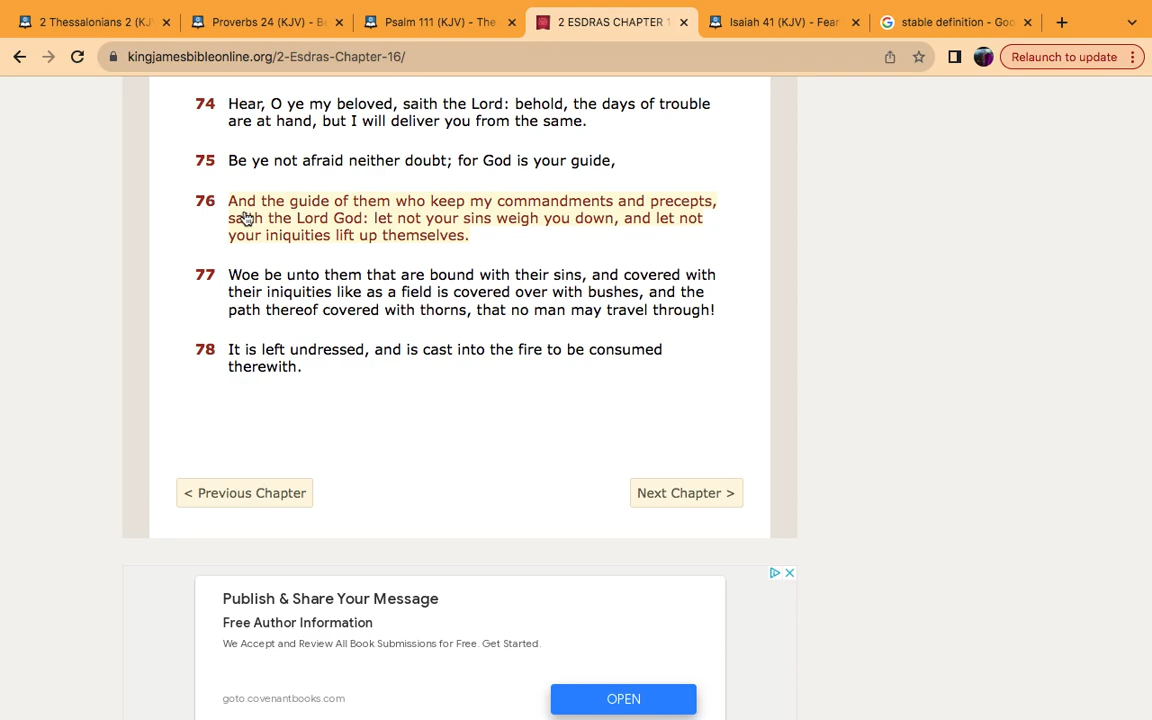 2 Thessalonians 2 (KJV
Proverbs 24 (KJV) - Be
Psalm 111 (KJV) - The
2 ESDRAS CHAPTER 1
Isaiah 41 (KJV) - Fear
stable definition - Goo
kingjamesbibleonline.org/2-Esdras-Chapter-16/
Relaunch to update
74 Hear, O ye my beloved, saith the Lord: behold, the days of trouble
are at hand, but I will deliver you from the same.
75 Be ye not afraid neither doubt; for God is your guide,
76 And the guide of them who keep my commandments and precepts,
saith the Lord God: let not your sins weigh you down, and let not
your iniquities lift up themselves.
77 Woe be unto them that are bound with their sins, and covered with
their iniquities like as a field is covered over with bushes, and the
path thereof covered with thorns, that no man may travel through!
78 It is left undressed, and is cast into the fire to be consumed
therewith.
< Previous Chapter
Next Chapter >
Publish & Share Your Message
Free Author Information
We Accept and Review All Book Submissions for Free. Get Started.
goto.covenantbooks.com
OPEN